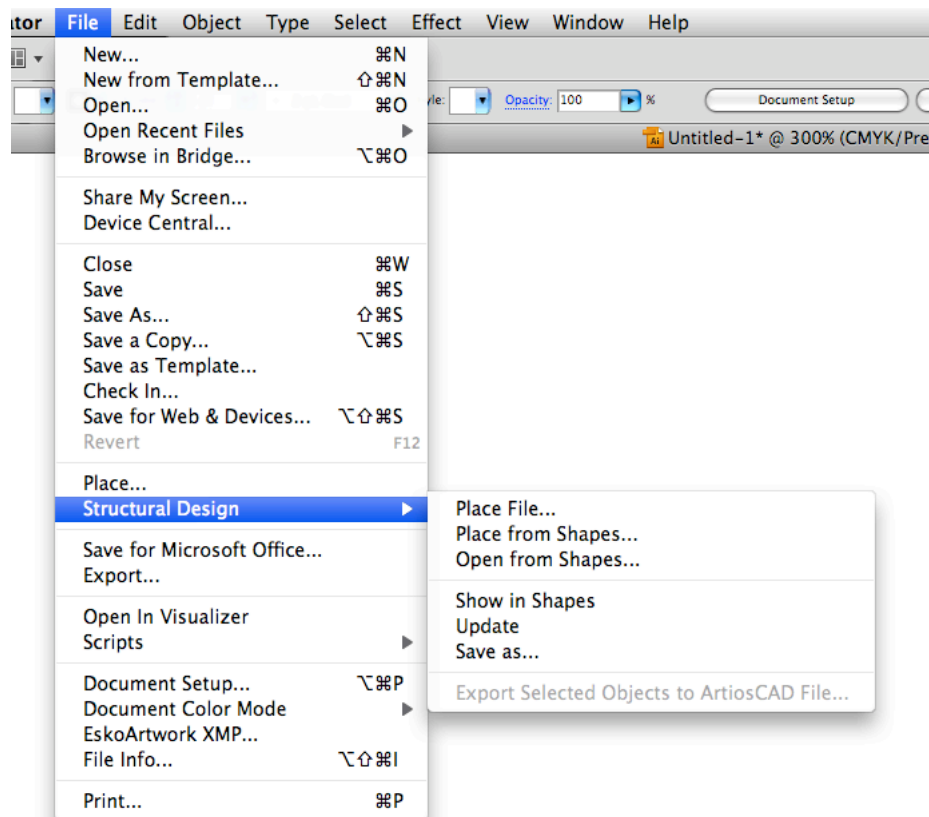 ator File Edit Object Type Select Effect View Window Help
yle: Opacity: 100 % Document Setup
Untitled-1* @ 300% (CMYK/Pre
New... ⌘N
New from Template... ⇧⌘N
Open... ⌘O
Open Recent Files ▶
Browse in Bridge... ⌥⌘O
Share My Screen...
Device Central...
Close ⌘W
Save ⌘S
Save As... ⇧⌘S
Save a Copy... ⌥⌘S
Save as Template...
Check In...
Save for Web & Devices... ⌥⇧⌘S
Revert F12
Place...
Structural Design ▶
Place File...
Place from Shapes...
Open from Shapes...
Show in Shapes
Update
Save as...
Export Selected Objects to ArtiosCAD File...
Save for Microsoft Office...
Export...
Open In Visualizer
Scripts ▶
Document Setup... ⌥⌘P
Document Color Mode ▶
EskoArtwork XMP...
File Info... ⌥⇧⌘I
Print... ⌘P